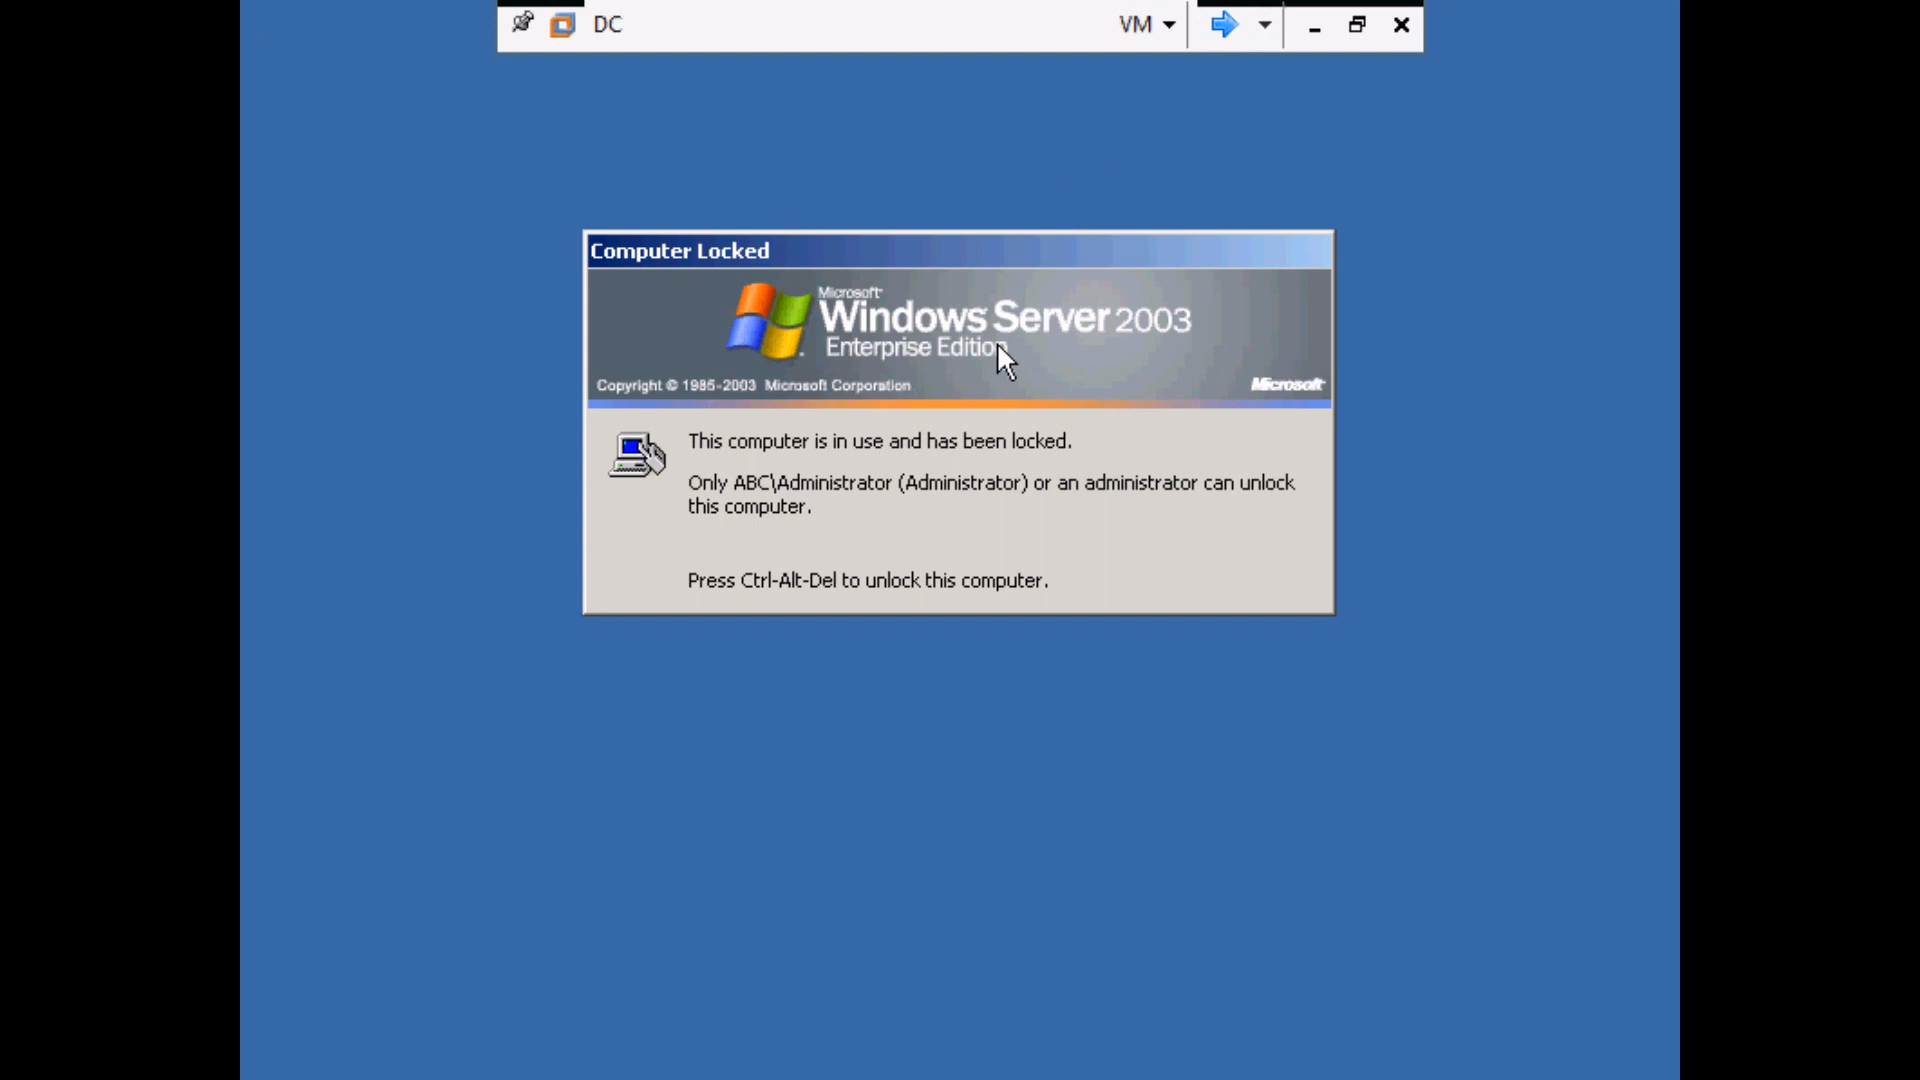 DC
VM
Computer Locked
Microsoft
Windows Server 2003
Enterprise Edition
Copyright © 1985-2003 Microsoft Corporation
Microsoft
This computer is in use and has been locked.
Only ABC\Administrator (Administrator) or an administrator can unlock
this computer.
Press Ctrl-Alt-Del to unlock this computer.